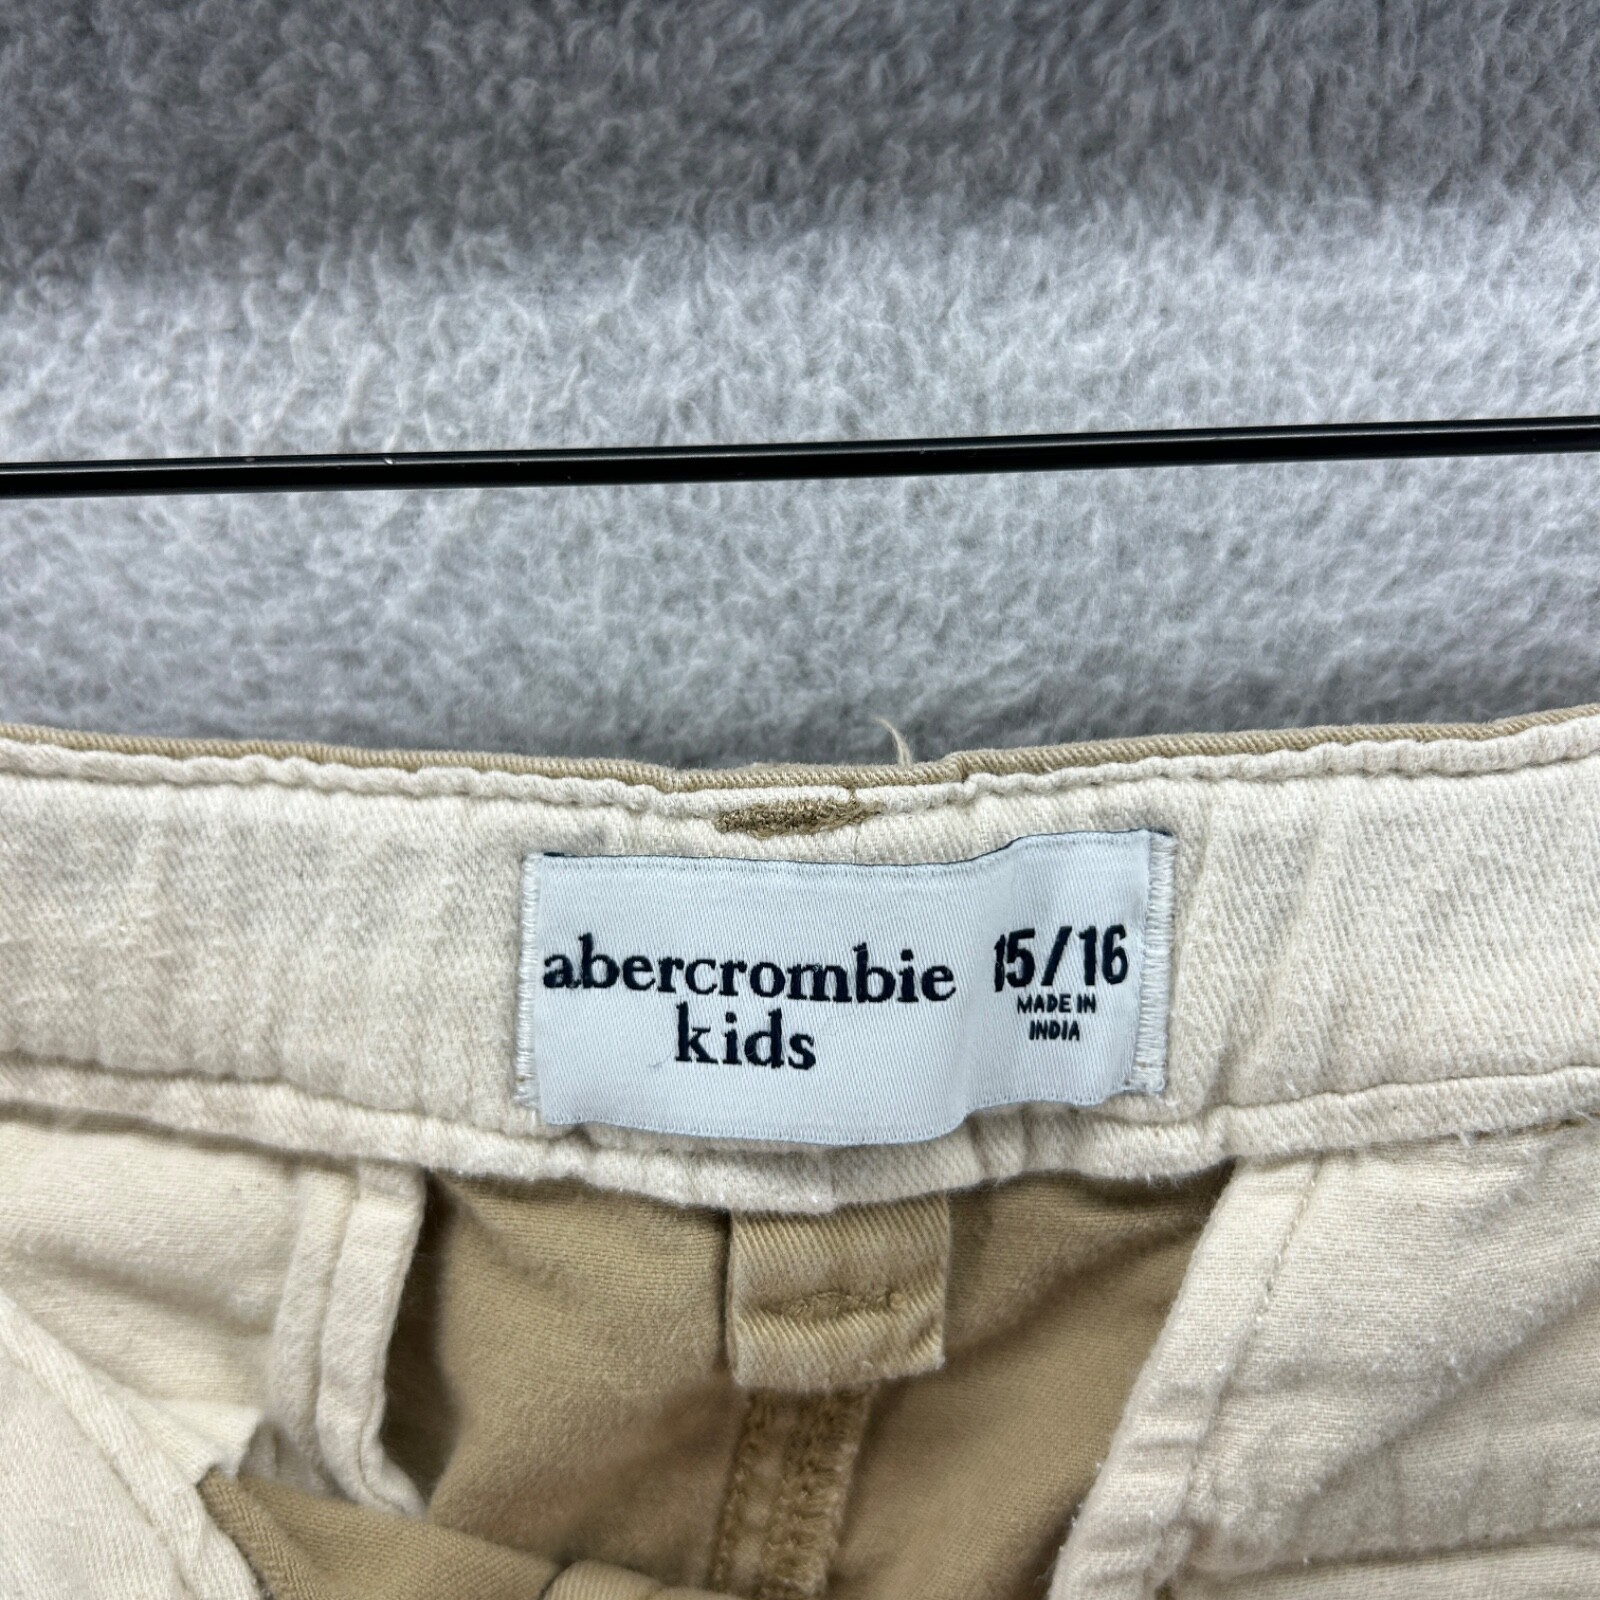 abercrombie
kids
15/16
MADE IN
INDIA